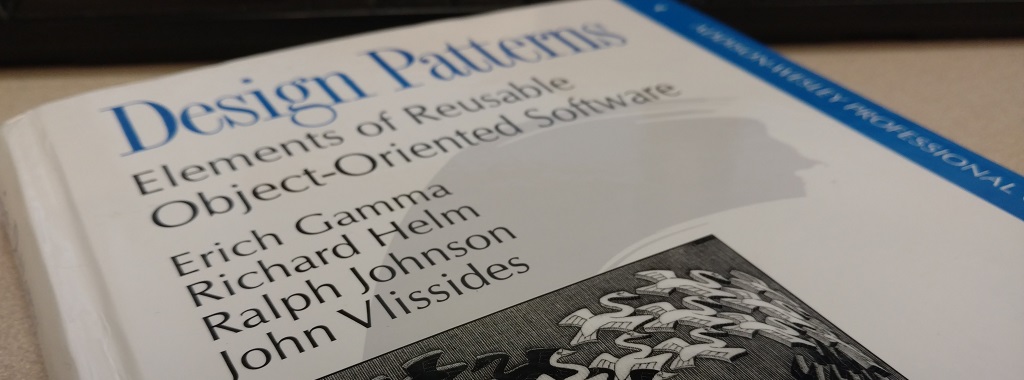 Design Patterns
Elements of Reusable
Object-Oriented Software
Erich Gamma
Richard Helm
Ralph Johnson
John Vlissides
ADDISON-WESLEY PROFESSIONAL